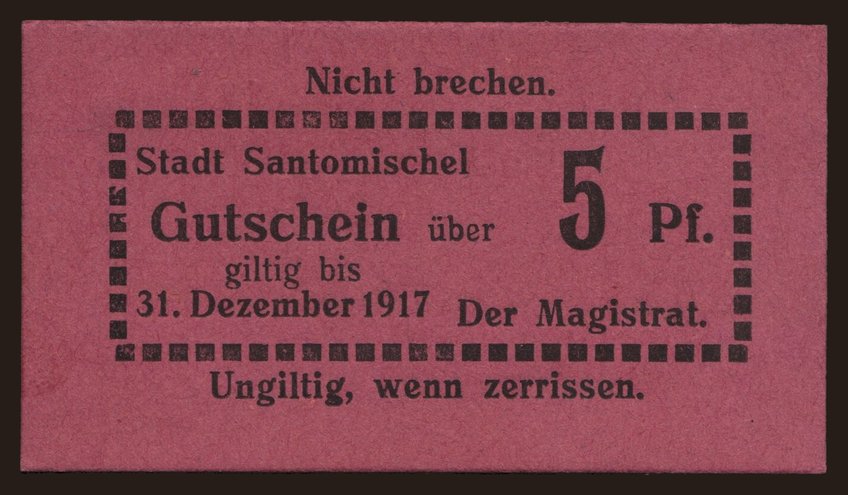 Nicht brechen.
Stadt Santomischel
Gutschein über 5 Pf.
giltig bis
31. Dezember 1917 Der Magistrat.
Ungiltig, wenn zerrissen.